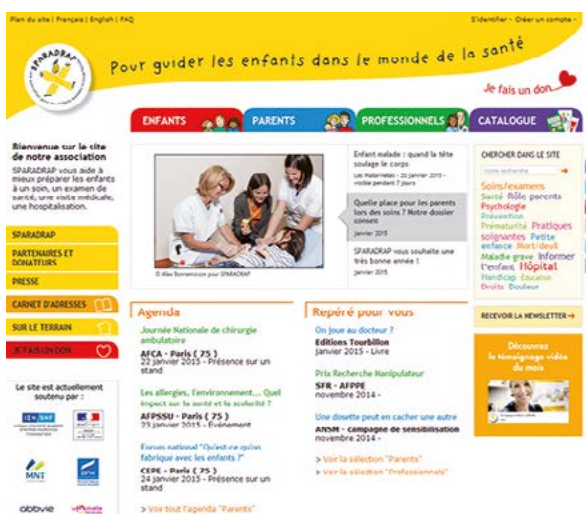 Plan du site | Français | English | FAQ
S'identifier - Créer un compte -
SPARADRAP
Pour guider les enfants dans le monde de la santé
Je fais un don
ENFANTS
PARENTS
PROFESSIONNELS
CATALOGUE
Bienvenue sur le site
de notre association
SPARADRAP vous aide à
mieux préparer les enfants
à un soin, un examen de
santé, une visite médicale,
une hospitalisation.
SPARADRAP
PARTENAIRES ET
DONATEURS
PRESSE
CARNET D'ADRESSES
SUR LE TERRAIN
JE FAIS UN DON
Le site est actuellement
soutenu par :
MNT
abbvie
© Alex Bonnemaison pour SPARADRAP
Enfant malade : quand la tête
soulage le corps
Les Maternelles - 20 janvier 2015 -
visible pendant 7 jours
Quelle place pour les parents
lors des soins ? Notre dossier
conseil
janvier 2015
SPARADRAP vous souhaite une
très bonne année !
janvier 2015
Agenda
Journée Nationale de chirurgie
ambulatoire
AFCA - Paris ( 75 )
22 janvier 2015 - Présence sur un
stand
Les allergies, l'environnement... Quel
impact sur la santé et la scolarité ?
AFPSSU - Paris ( 75 )
23 janvier 2015 - Evénement
Forum national "Qu'est-ce qu'on
fabrique avec les enfants ?"
CEPE - Paris ( 75 )
24 janvier 2015 - Présence sur un
stand
> Voir tout l'agenda "Parents"
Repéré pour vous
On joue au docteur ?
Editions Tourbillon
janvier 2015 - Livre
Prix Recherche Manipulateur
SFR - AFPPE
novembre 2014 -
Une dosette peut en cacher une autre
ANSM - campagne de sensibilisation
novembre 2014 -
> Voir la sélection "Parents"
> Voir la sélection "Professionnels"
CHERCHER DANS LE SITE
Votre recherche
Soins/examens
Santé Rôle parents
Psychologie
Prévention
Prématurité Pratiques
soignantes Petite
enfance Mort/deuil
Maladie grave Informer
l'enfant Hôpital
Handicap Education
Droits Douleur
RECEVOIR LA NEWSLETTER
Découvrez
le témoignage vidéo
du mois